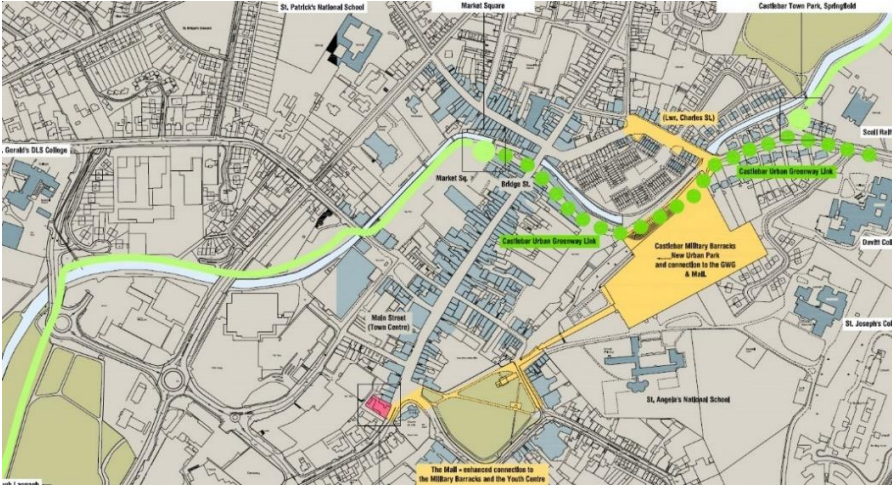 St. Patrick's National School
Market Square
Castlebar Town Park, Springfield
(Lwr. Charles St.)
Gerald's DLS College
Market Sq.
Bridge St.
Castlebar Urban Greenway Link
Castlebar Urban Greenway Link
Davitt Col
Castlebar Military Barracks
New Urban Park
and connection to the GWG
& Mall.
Main Street
(Town Centre)
St. Joseph's Col
St. Angela's National School
The Mall - enhanced connection to
the Military Barracks and the Youth Centre